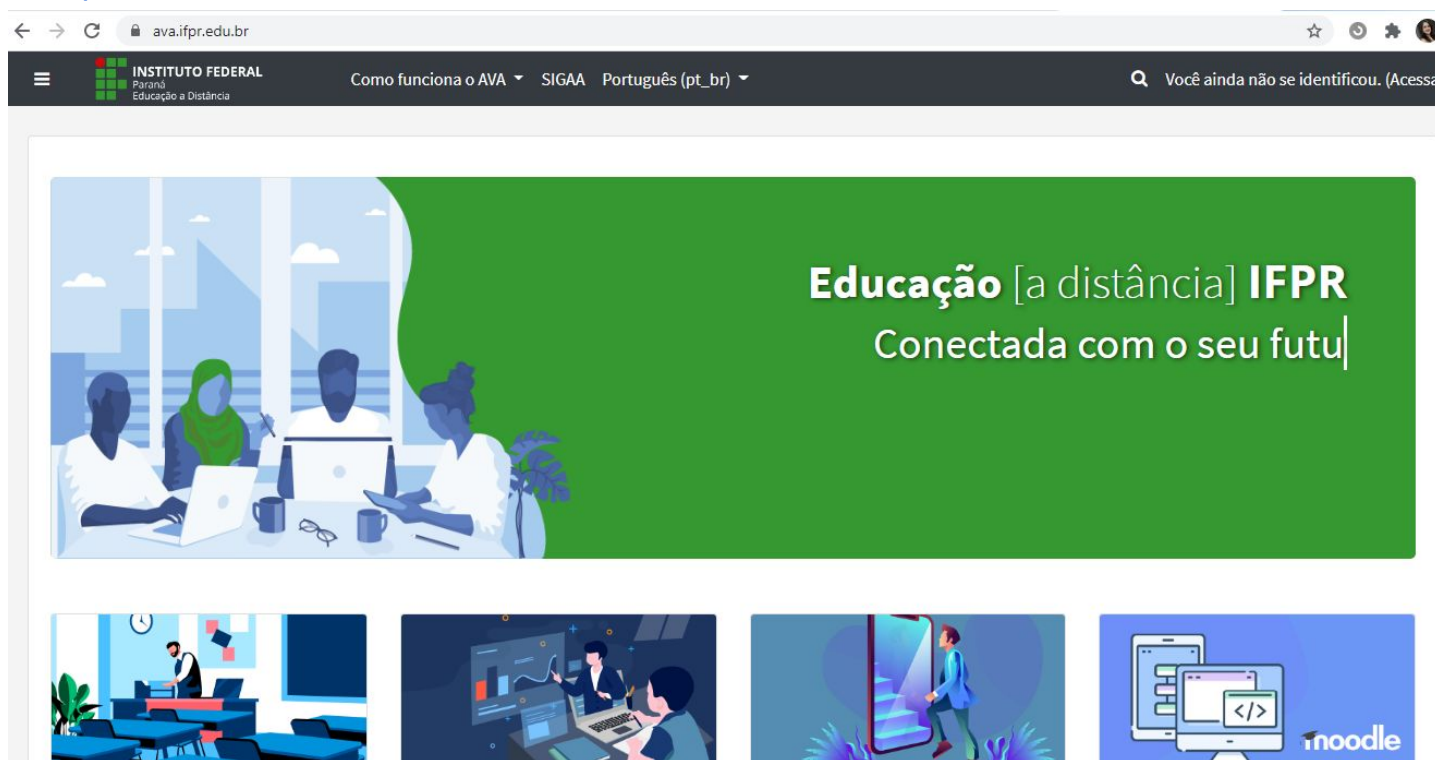 ava.ifpr.edu.br
INSTITUTO FEDERAL
Paraná
Educação a Distância
Como funciona o AVA SIGAA Português (pt_br)
Você ainda não se identificou. (Acessa
Educação [a distância] IFPR
Conectada com o seu futu
</>
moodle